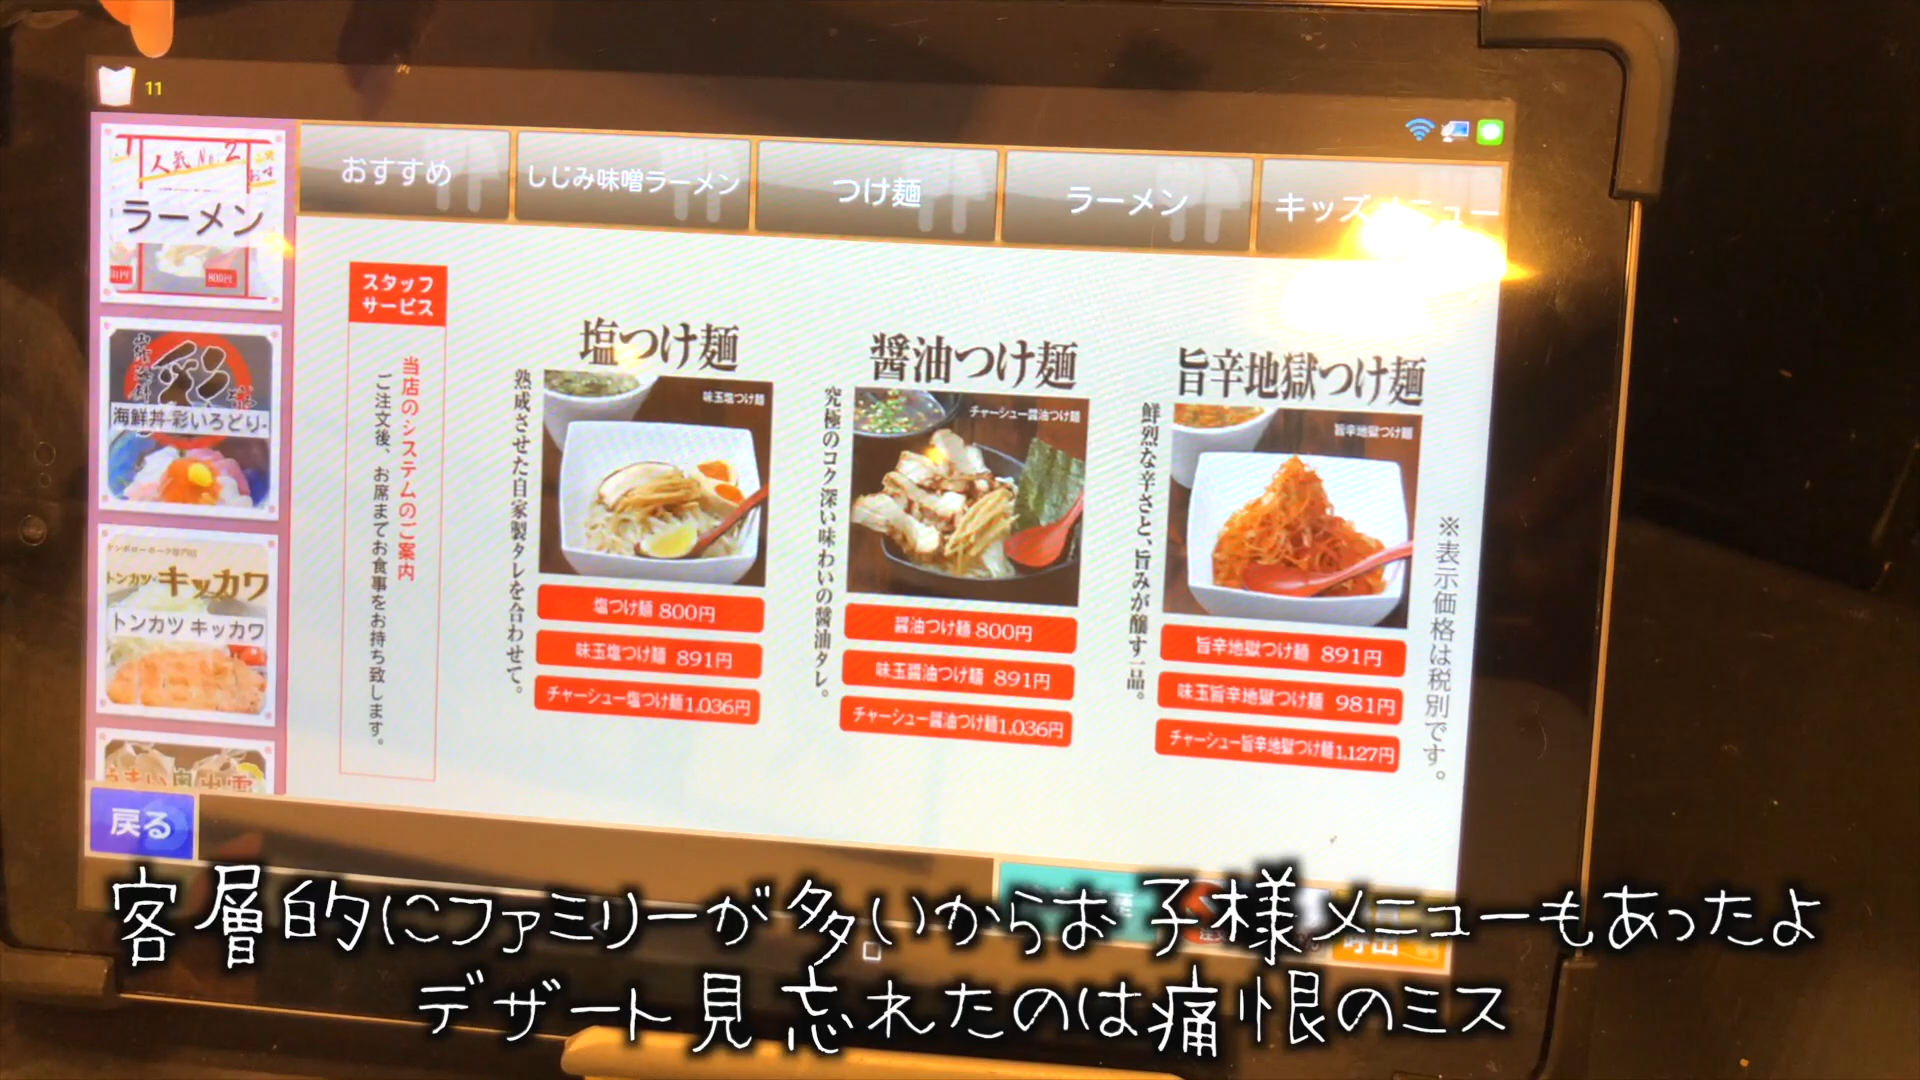 11
人気No.2
ラーメン
800円
海鮮丼 彩いろどり-
キッカワ
トンカツ キッカワ
戻る
おすすめ
しじみ味噌ラーメン
つけ麺
ラーメン
キッズメニュー
スタッフ
サービス
当店のシステムのご案内
ご注文後、お席までお食事をお持ち致します。
塩つけ麺
熟成させた自家製タレを合わせて。
味玉塩つけ麺
塩つけ麺 800円
味玉塩つけ麺 891円
チャーシュー塩つけ麺1,036円
醤油つけ麺
究極のコク深い味わいの醤油タレ。
チャーシュー醤油つけ麺
醤油つけ麺 800円
味玉醤油つけ麺 891円
チャーシュー醤油つけ麺1,036円
旨辛地獄つけ麺
鮮烈な辛さと、旨みが醸す一品。
旨辛地獄つけ麺
旨辛地獄つけ麺 891円
味玉旨辛地獄つけ麺 981円
チャーシュー旨辛地獄つけ麺1,127円
※表示価格は税別です。
呼出
客層的にファミリーが多いからお子様メニューもあったよ
デザート見忘れたのは痛恨のミス